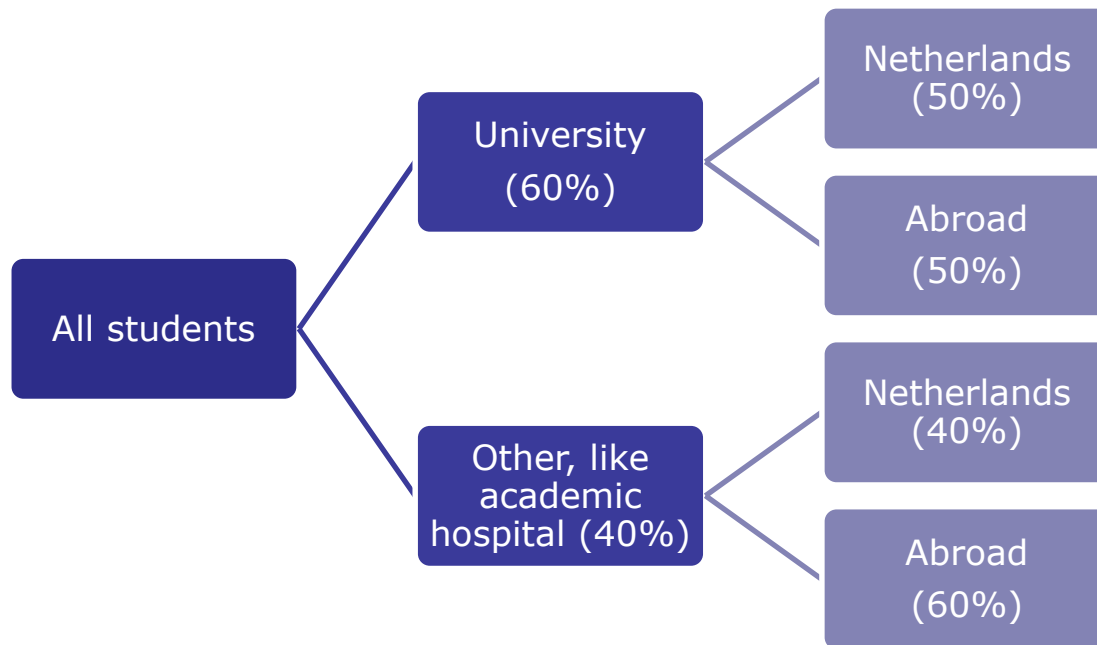 All students
University
(60%)
Other, like
academic
hospital (40%)
Netherlands
(50%)
Abroad
(50%)
Netherlands
(40%)
Abroad
(60%)